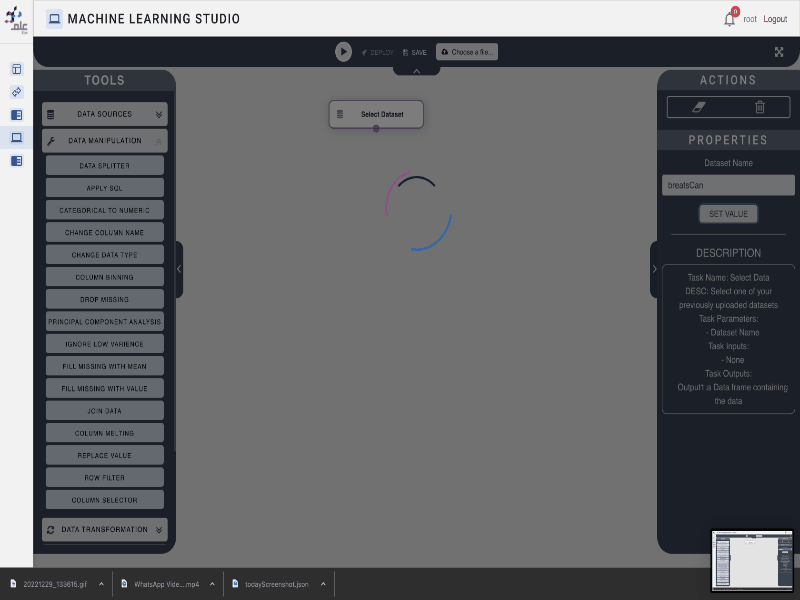 MACHINE LEARNING STUDIO
root
Logout
DEPLOY
SAVE
Choose a file...
TOOLS
DATA SOURCES
DATA MANIPULATION
DATA SPLITTER
APPLY SQL
CATEGORICAL TO NUMERIC
CHANGE COLUMN NAME
CHANGE DATA TYPE
COLUMN BINNING
DROP MISSING
PRINCIPAL COMPONENT ANALYSIS
IGNORE LOW VARIENCE
FILL MISSING WITH MEAN
FILL MISSING WITH VALUE
JOIN DATA
COLUMN MELTING
REPLACE VALUE
ROW FILTER
COLUMN SELECTOR
DATA TRANSFORMATION
Select Dataset
ACTIONS
PROPERTIES
Dataset Name
breatsCan
SET VALUE
DESCRIPTION
Task Name: Select Data
DESC: Select one of your
previously uploaded datasets
Task Parameters:
- Dataset Name
Task Inputs:
- None
Task Outputs:
Output1:a Data frame containing
the data
20221229_133615.gif
WhatsApp Vide....mp4
todayScreenshot.json